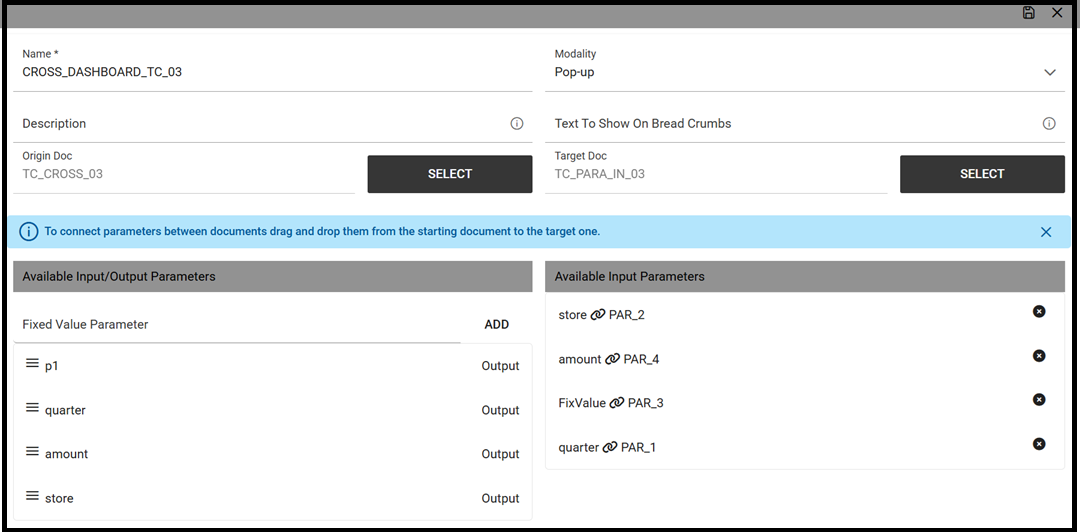 Name *
CROSS_DASHBOARD_TC_03
Modality
Pop-up
Description
Text To Show On Bread Crumbs
Origin Doc
TC_CROSS_03
SELECT
Target Doc
TC_PARA_IN_03
SELECT
To connect parameters between documents drag and drop them from the starting document to the target one.
Available Input/Output Parameters
Fixed Value Parameter
ADD
p1 Output
quarter Output
amount Output
store Output
Available Input Parameters
store PAR_2
amount PAR_4
FixValue PAR_3
quarter PAR_1